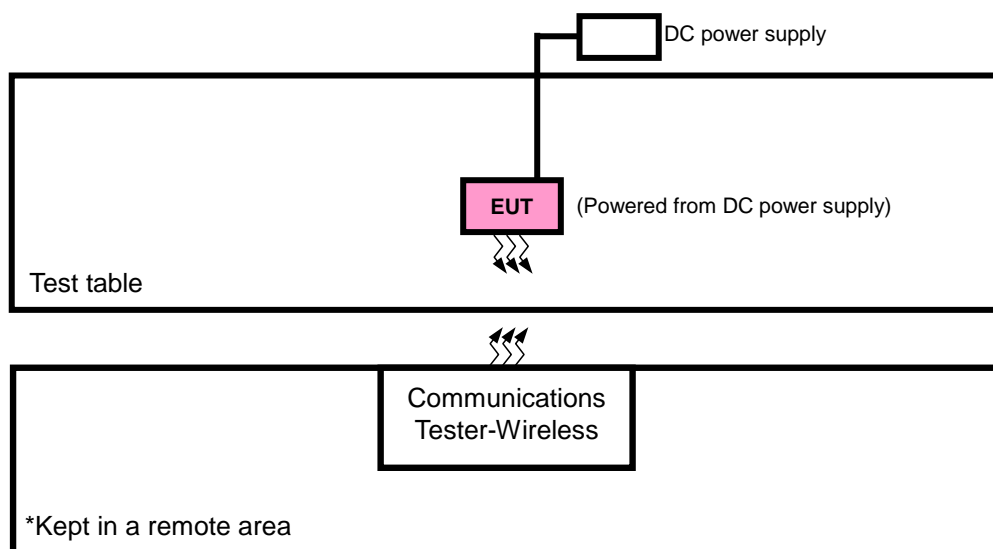 DC power supply
EUT
(Powered from DC power supply)
Test table
Communications
Tester-Wireless
*Kept in a remote area